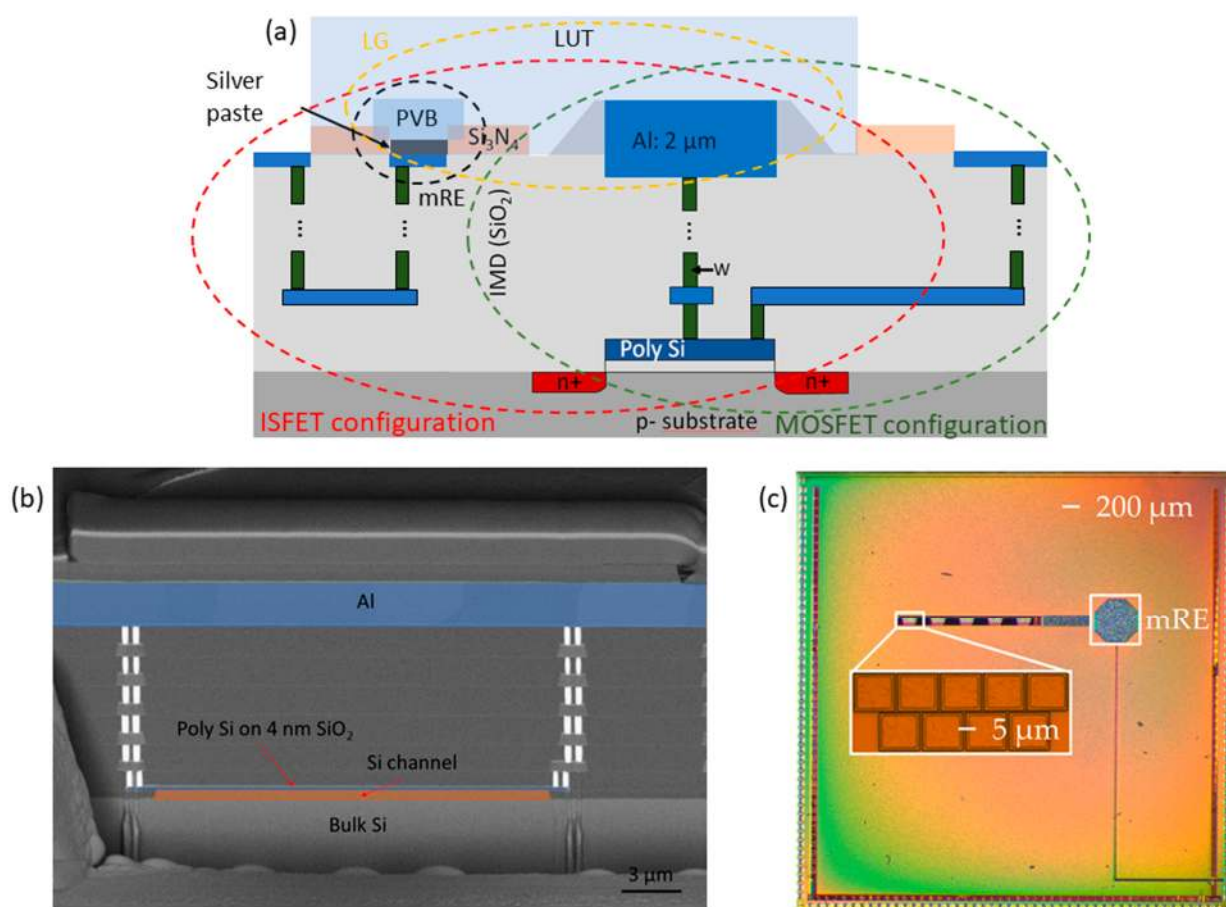 (a)
LG
LUT
Silver
paste
PVB
Si₃N₄
Al: 2 μm
mRE
IMD (SiO₂)
⋮
⋮
⋮
⋮
W
Poly Si
n+
n+
p- substrate
ISFET configuration
MOSFET configuration
(b)
Al
Poly Si on 4 nm SiO₂
Si channel
Bulk Si
3 μm
(c)
200 μm
mRE
5 μm